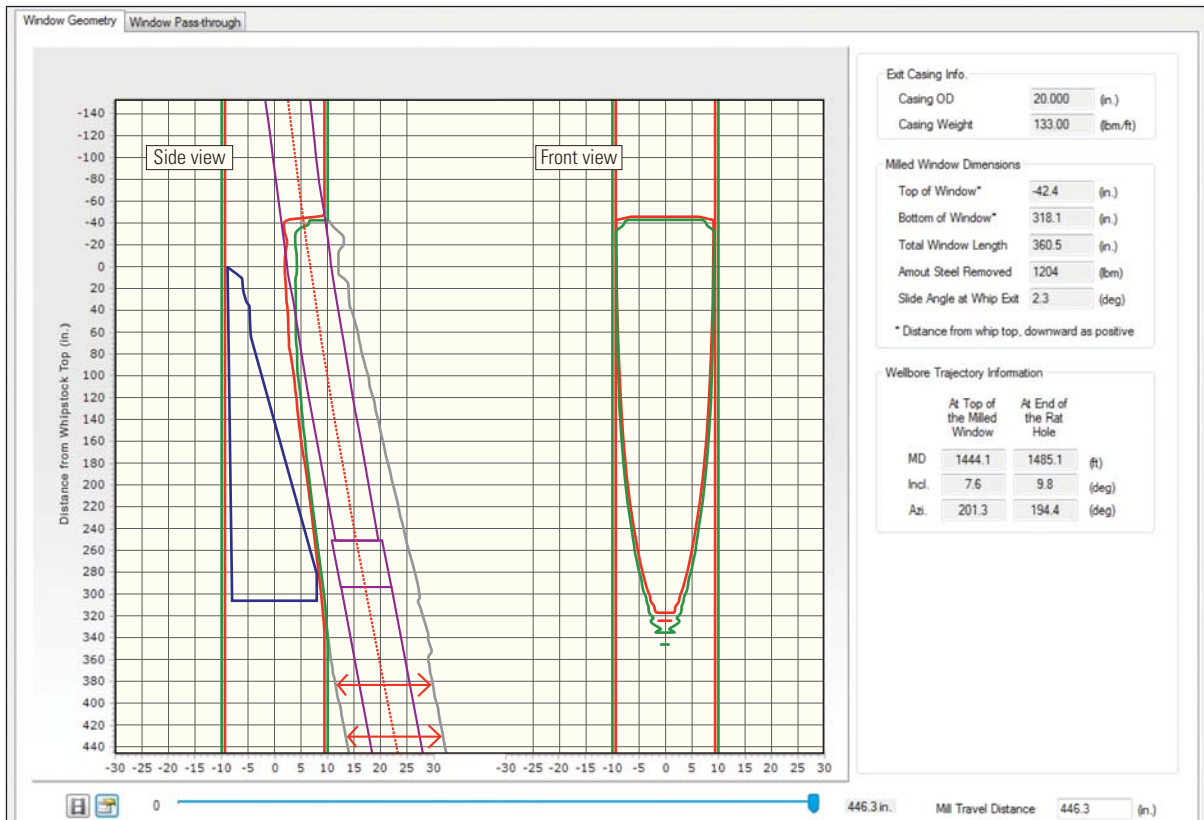 Window Geometry Window Pass-through
Side view
Front view
Distance from Whipstock Top (in.)
-140
-120
-100
-80
-60
-40
-20
0
20
40
60
80
100
120
140
160
180
200
220
240
260
280
300
320
340
360
380
400
420
440
-30 -25 -20 -15 -10 -5 0 5 10 15 20 25 30
-30 -25 -20 -15 -10 -5 0 5 10 15 20 25 30
0
446.3 in.
Mill Travel Distance 446.3 (in.)
Exit Casing Info.
Casing OD 20.000 (in.)
Casing Weight 133.00 (lbm/ft)
Milled Window Dimensions
Top of Window* -42.4 (in.)
Bottom of Window* 318.1 (in.)
Total Window Length 360.5 (in.)
Amout Steel Removed 1204 (lbm)
Slide Angle at Whip Exit 2.3 (deg)
* Distance from whip top, downward as positive
Wellbore Trajectory Information
At Top of At End of
the Milled the Rat
Window Hole
MD 1444.1 1485.1 (ft)
Incl. 7.6 9.8 (deg)
Azi. 201.3 194.4 (deg)